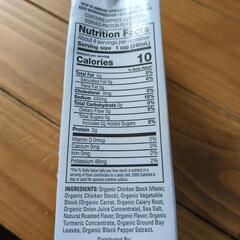 Nutrition Facts
About 4 servings per
Serving size 1 cup (240mL)
Amount per serving
Calories 10
% Daily Value*
Total Fat 0g 0%
Saturated Fat 0g 0%
Trans Fat 0g
Cholesterol 0mg 0%
Sodium 440mg
Total Carbohydrate 0g 0%
Dietary Fiber 0g 0%
Total Sugars 0g
Includes 0g Added Sugars 0%
Protein
Vitamin D 0mcg 0%
Calcium 0mg 0%
Iron 0mg 0%
Potassium 48mg 2%
INGREDIENTS: Organic Chicken Stock (Water,
Organic Chicken), Organic Vegetable
Stock (Organic Carrot, Organic Celery Root,
Organic Onion Juice Concentrate), Sea Salt,
Natural Roasted Flavor, Organic Flavor,
Organic Turmeric Concentrate, Organic Ground Bay
Leaves, Organic Black Pepper Extract.
Distributed By